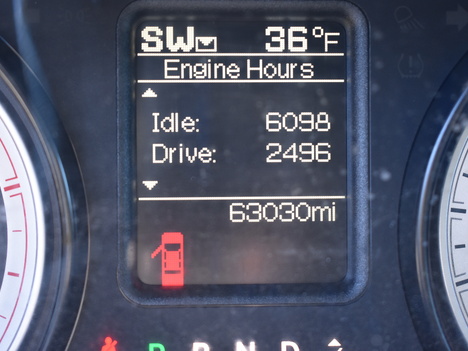 SW 36°F
Engine Hours
Idle: 6098
Drive: 2496
63030mi
P R N D